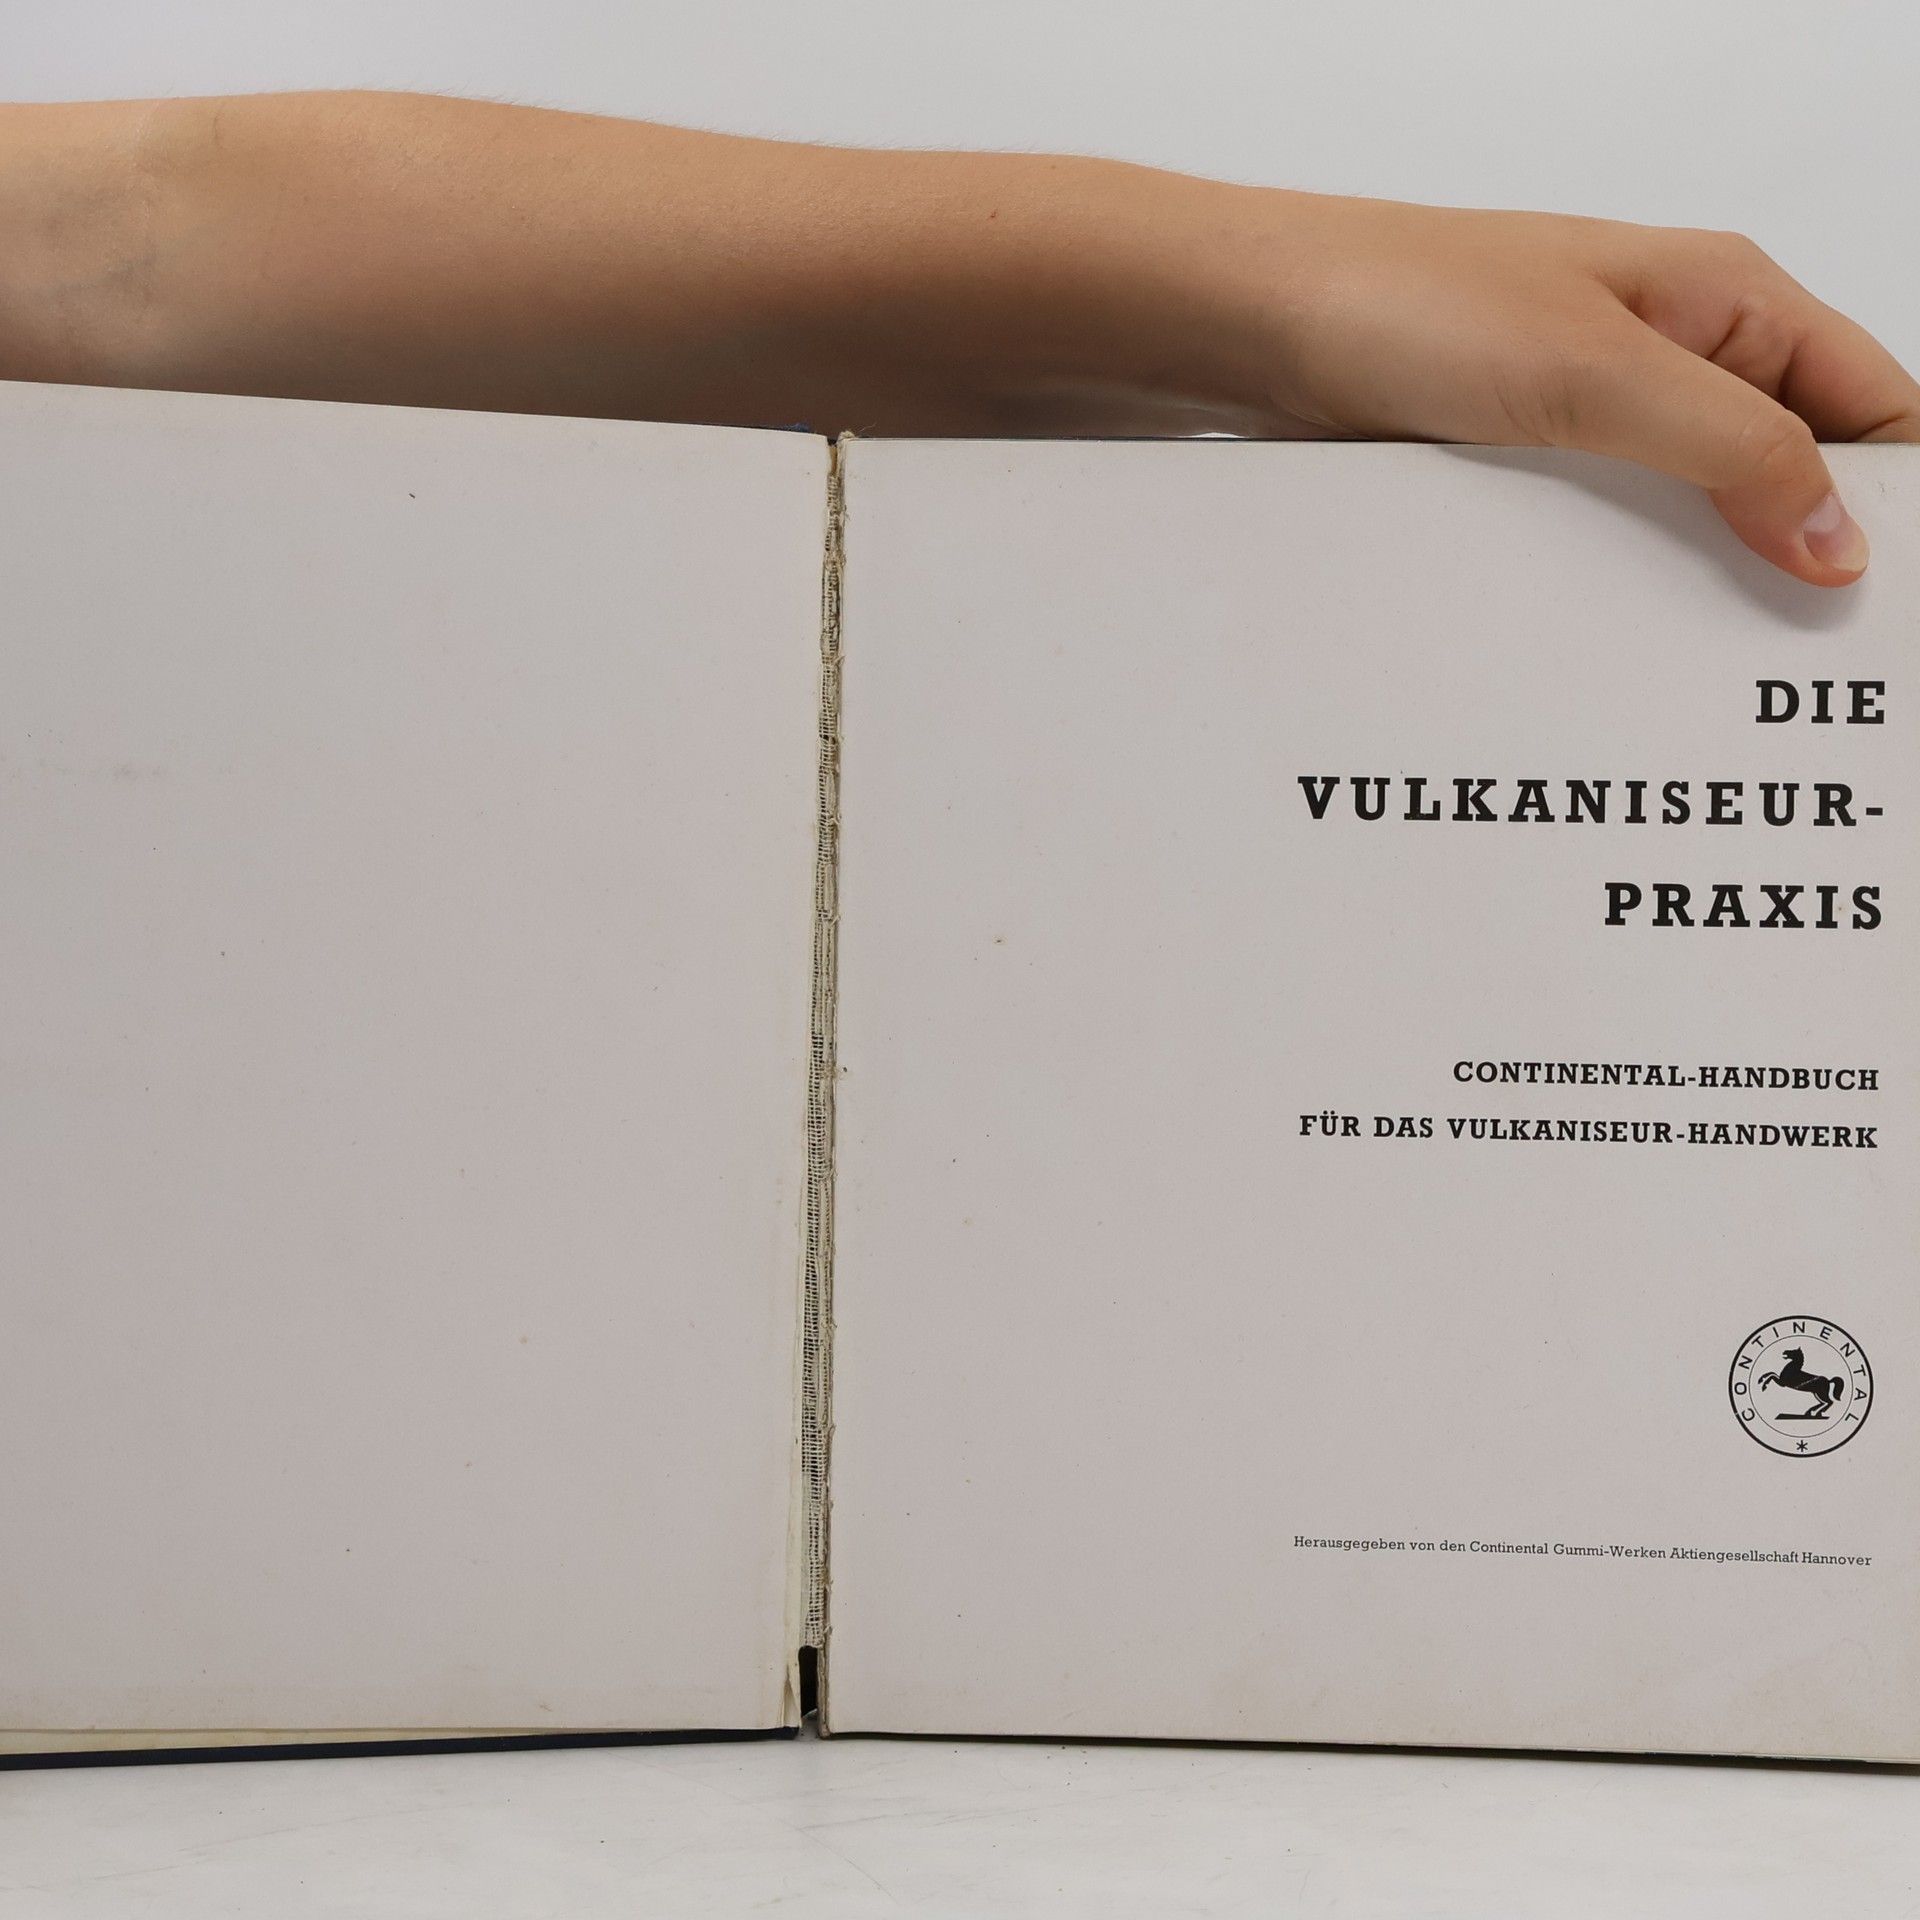 DIE
VULKANISEUR-
PRAXIS
CONTINENTAL-HANDBUCH
FÜR DAS VULKANISEUR-HANDWERK
CONTINENTAL
Herausgegeben von den Continental Gummi-Werken Aktiengesellschaft Hannover